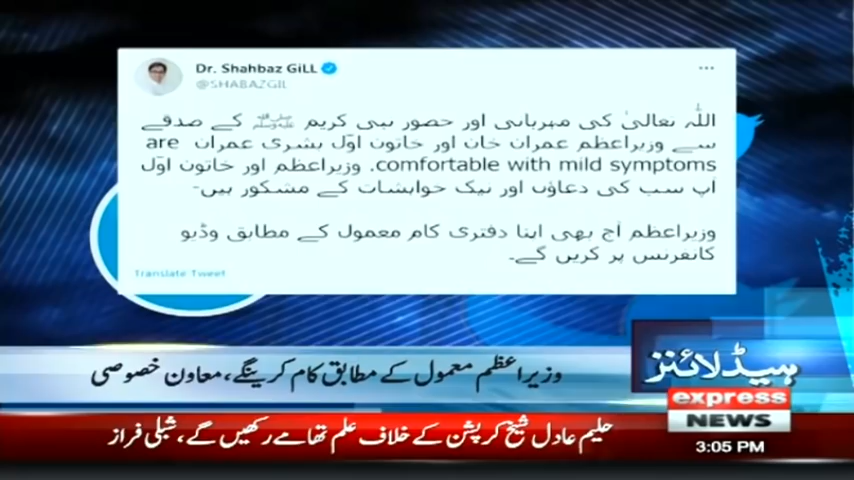 Dr. Shahbaz GiLL
@SHABAZGIL
اللّٰہ تعالیٰ کی مہربانی اور حضور نبی کریم ﷺ کے صدقے
سے وزیراعظم عمران خان اور خاتون اوّل بشری عمران are
comfortable with mild symptoms. وزیراعظم اور خاتون اوّل
آپ سب کی دعاؤں اور نیک خواہشات کے مشکور ہیں-
وزیراعظم آج بھی اپنا دفتری کام معمول کے مطابق وڈیو
کانفرنس پر کریں گے۔
Translate Tweet
وزیراعظم معمول کے مطابق کام کرینگے، معاون خصوصی
ہیڈلائنز
express
NEWS
حلیم عادل شیخ کرپشن کے خلاف علم تھامے رکھیں گے، شبلی فراز
3:05 PM